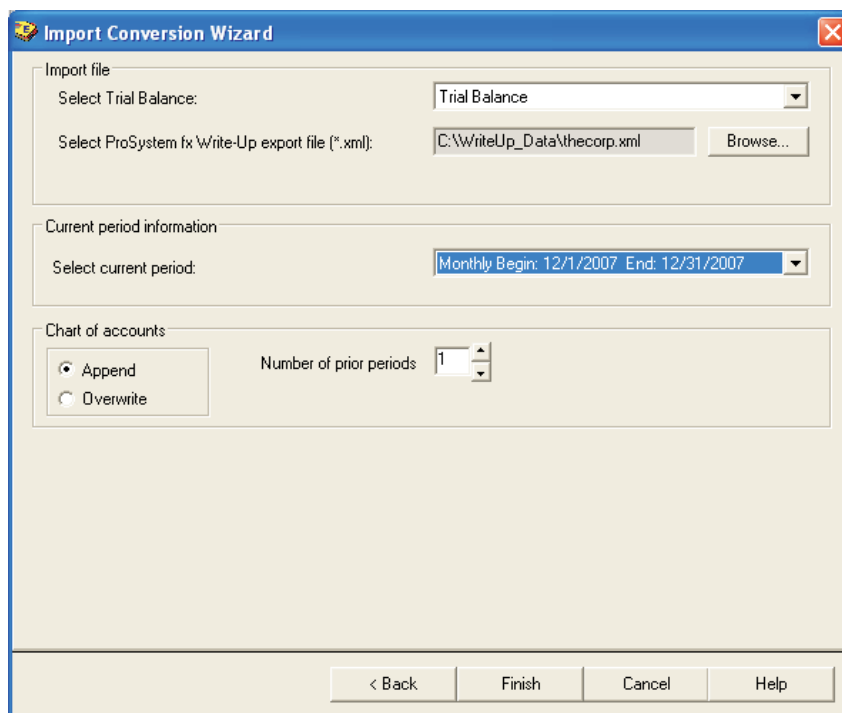 Import Conversion Wizard
Import file
Select Trial Balance: Trial Balance
Select ProSystem fx Write-Up export file (*.xml): C:\WriteUp_Data\thecorp.xml Browse...
Current period information
Select current period: Monthly Begin: 12/1/2007 End: 12/31/2007
Chart of accounts
Append Number of prior periods 1
Overwrite
< Back Finish Cancel Help